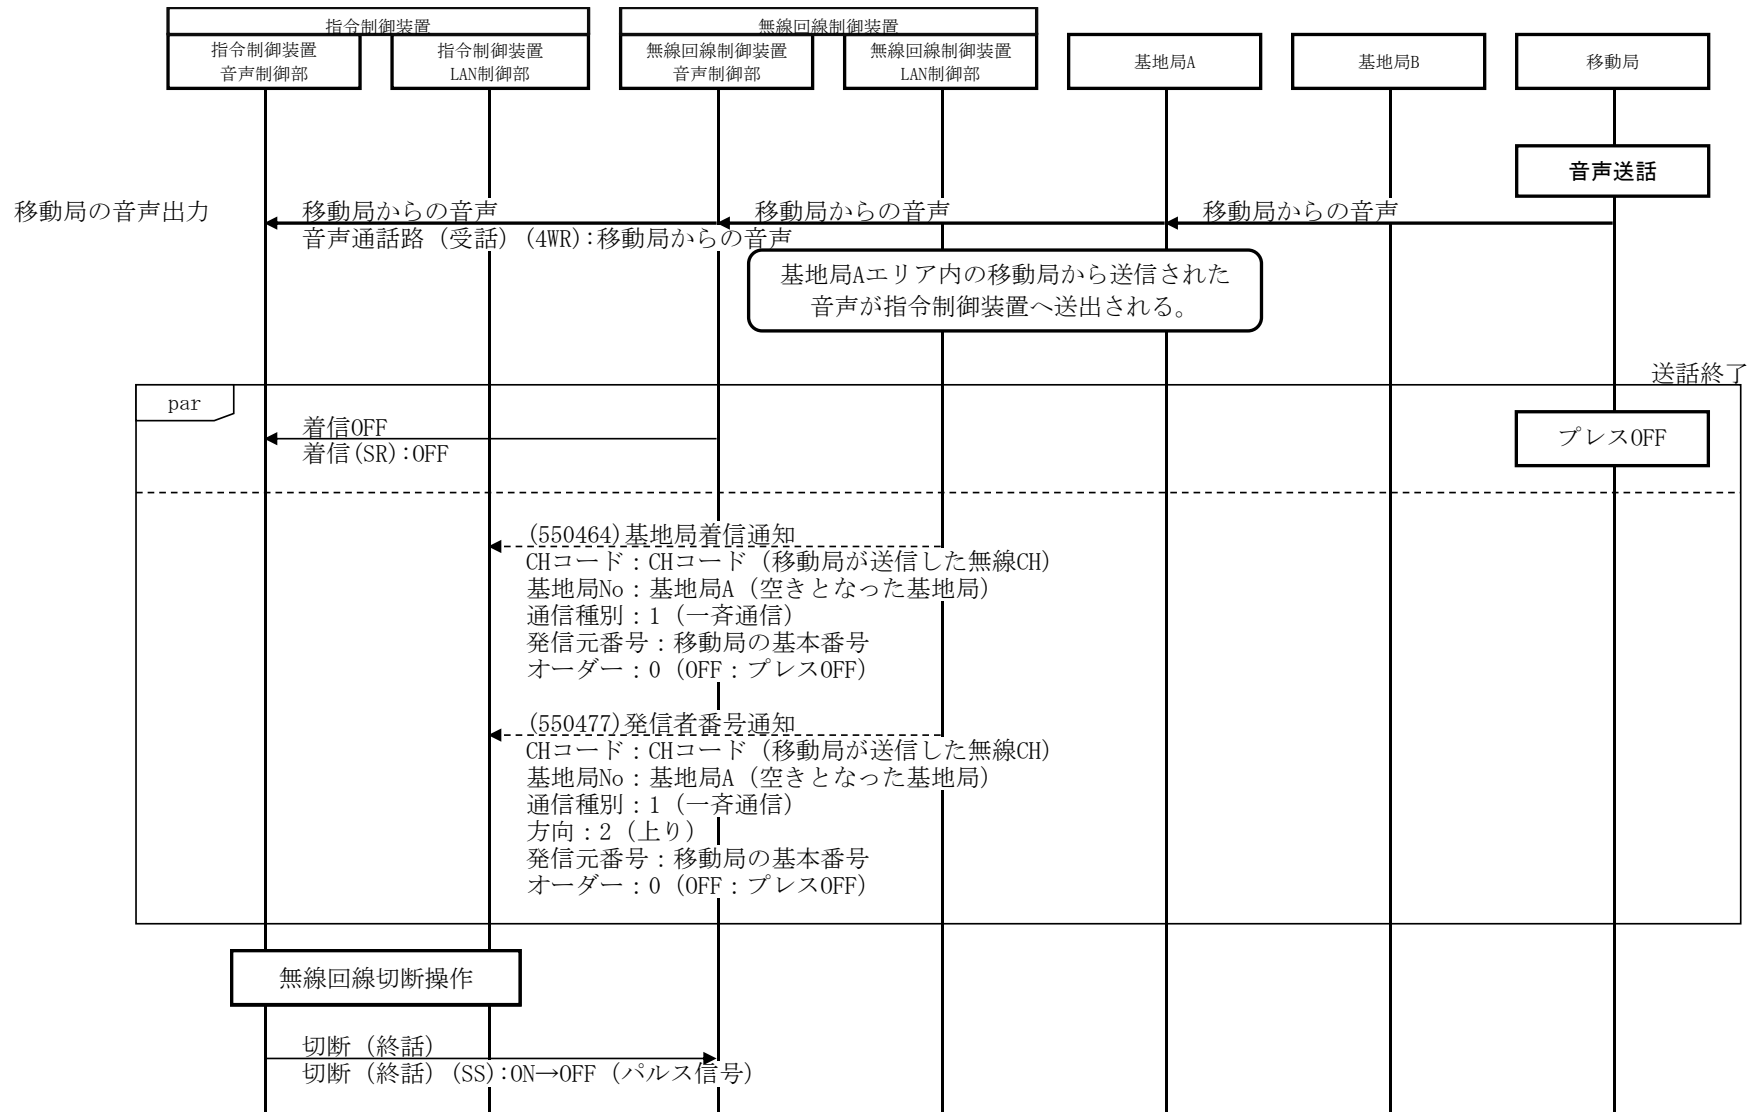 指令制御装置
無線回線制御装置
指令制御装置
音声制御部
指令制御装置
LAN制御部
無線回線制御装置
音声制御部
無線回線制御装置
LAN制御部
基地局A
基地局B
移動局
音声送話
移動局の音声出力
移動局からの音声
移動局からの音声
移動局からの音声
音声通話路（受話）(4WR):移動局からの音声
基地局Aエリア内の移動局から送信された
音声が指令制御装置へ送出される。
送話終了
par
着信OFF
着信(SR):OFF
プレスOFF
(550464)基地局着信通知
CHコード：CHコード（移動局が送信した無線CH）
基地局No：基地局A（空きとなった基地局）
通信種別：1（一斉通信）
発信元番号：移動局の基本番号
オーダー：0（OFF：プレスOFF）
(550477)発信者番号通知
CHコード：CHコード（移動局が送信した無線CH）
基地局No：基地局A（空きとなった基地局）
通信種別：1（一斉通信）
方向：2（上り）
発信元番号：移動局の基本番号
オーダー：0（OFF：プレスOFF）
無線回線切断操作
切断（終話）
切断（終話）(SS):ON→OFF（パルス信号）